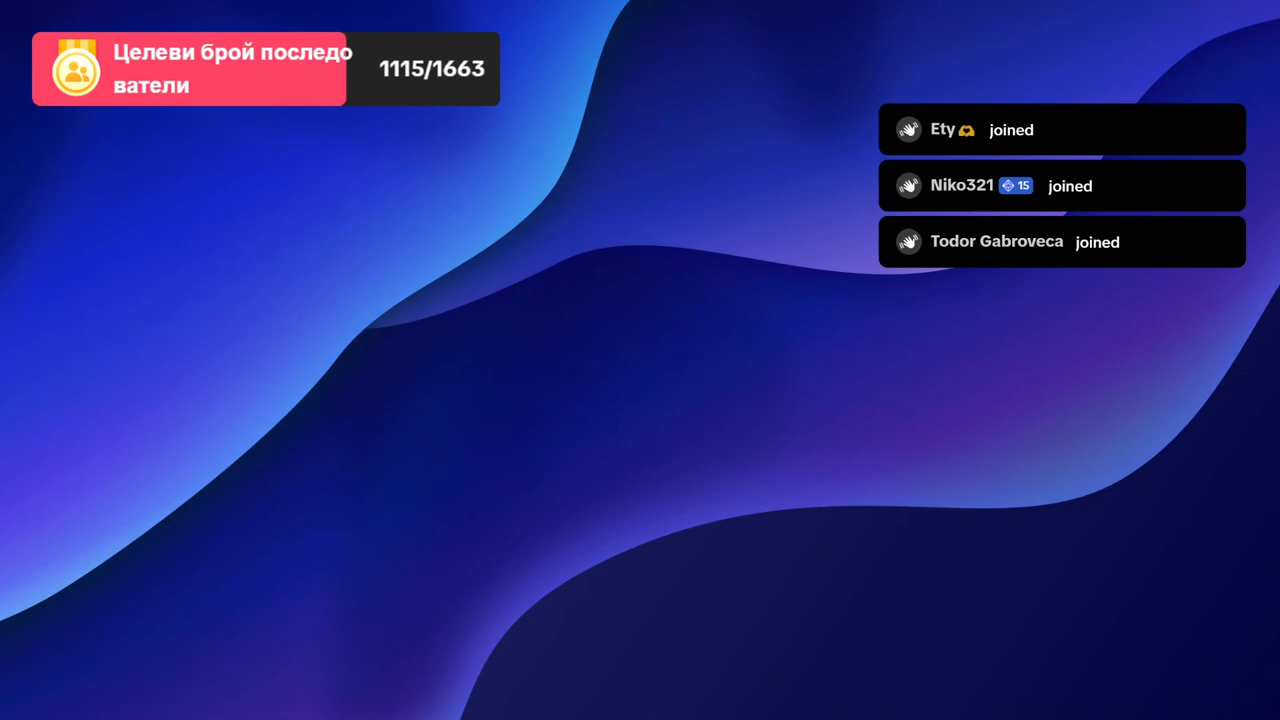 Целеви брой последо
ватели
1115/1663
Ety🫶 joined
Niko321 15 joined
Todor Gabroveca joined